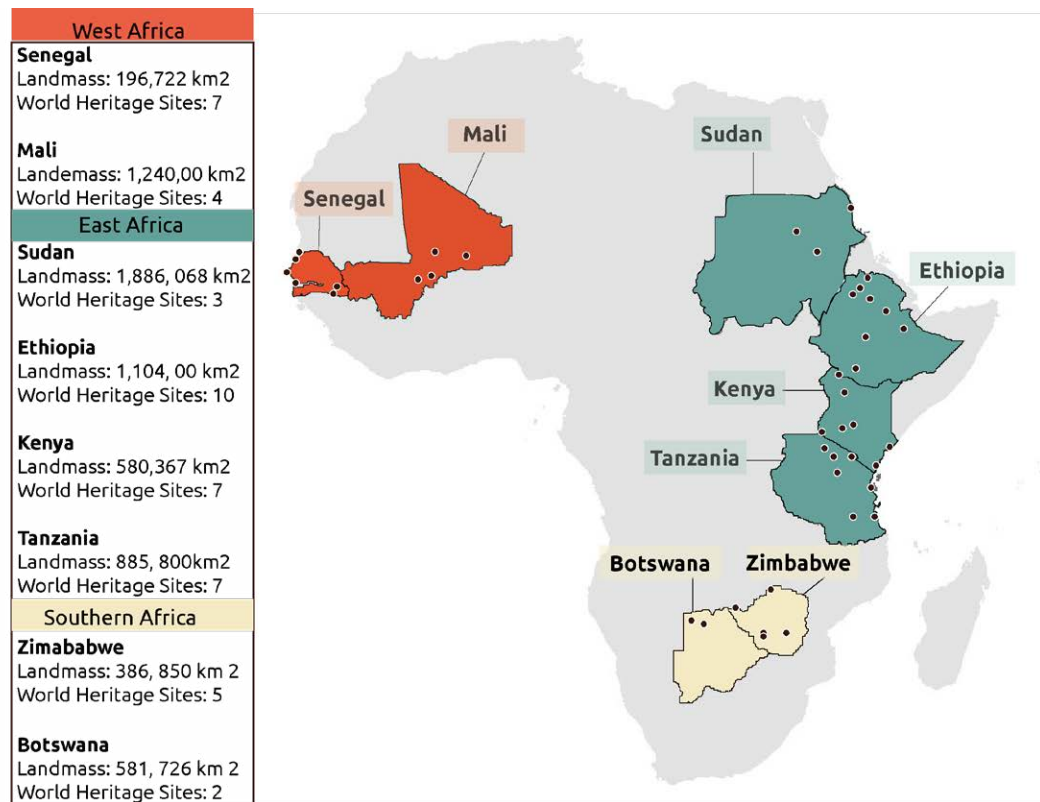 West Africa
Senegal
Landmass: 196,722 km2
World Heritage Sites: 7
Mali
Landemass: 1,240,00 km2
World Heritage Sites: 4
East Africa
Sudan
Landmass: 1,886, 068 km2
World Heritage Sites: 3
Ethiopia
Landmass: 1,104, 00 km2
World Heritage Sites: 10
Kenya
Landmass: 580,367 km2
World Heritage Sites: 7
Tanzania
Landmass: 885, 800km2
World Heritage Sites: 7
Southern Africa
Zimababwe
Landmass: 386, 850 km 2
World Heritage Sites: 5
Botswana
Landmass: 581, 726 km 2
World Heritage Sites: 2
Mali
Senegal
Sudan
Ethiopia
Kenya
Tanzania
Botswana
Zimbabwe